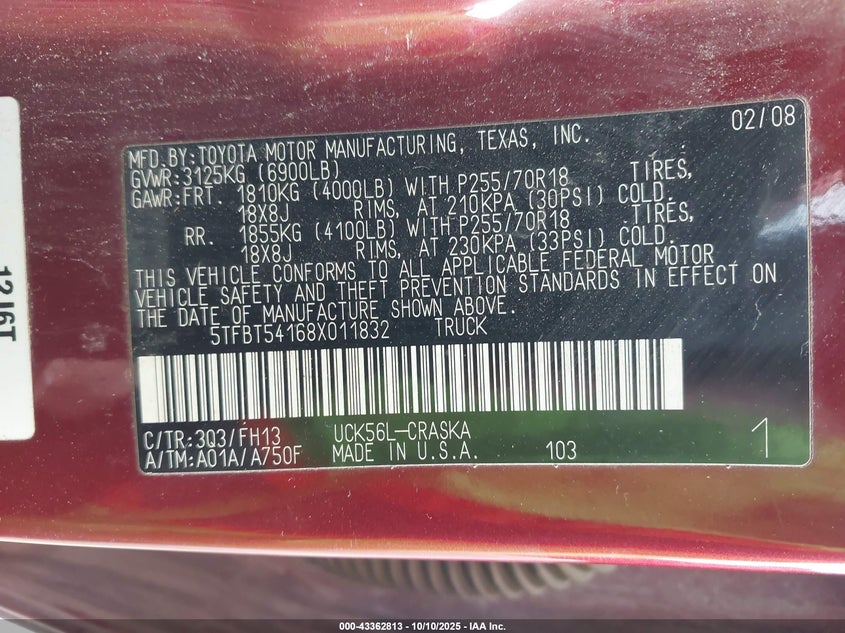 02/08
MFD.BY:TOYOTA MOTOR MANUFACTURING, TEXAS, INC.
GVWR:3125KG (6900LB)
GAWR:FRT. 1810KG (4000LB) WITH P255/70R18 TIRES,
18X8J RIMS, AT 210KPA (30PSI) COLD.
RR. 1855KG (4100LB) WITH P255/70R18 TIRES,
18X8J RIMS, AT 230KPA (33PSI) COLD.
THIS VEHICLE CONFORMS TO ALL APPLICABLE FEDERAL MOTOR
VEHICLE SAFETY AND THEFT PREVENTION STANDARDS IN EFFECT ON
THE DATE OF MANUFACTURE SHOWN ABOVE.
5TFBT54168X011832 TRUCK
C/TR:3Q3/FH13 UCK56L-CRASKA
A/TM:A01A/A750F MADE IN U.S.A. 103 1
12J6T
000-43362813 - 10/10/2025 - IAA Inc.